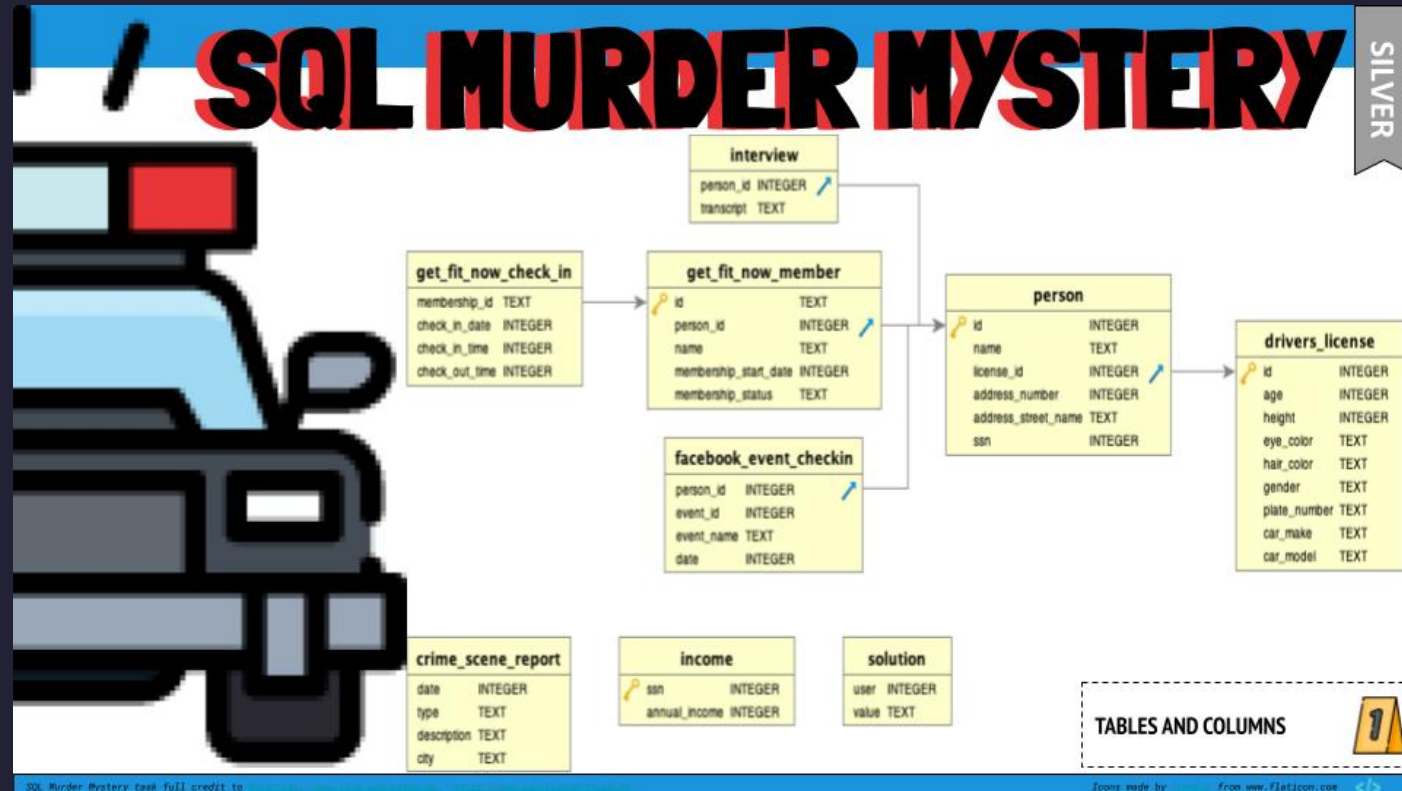 SQL MURDER MYSTERY
SILVER
interview
person_id INTEGER
transcript TEXT
get_fit_now_check_in
membership_id TEXT
check_in_date INTEGER
check_in_time INTEGER
check_out_time INTEGER
get_fit_now_member
id TEXT
person_id INTEGER
name TEXT
membership_start_date INTEGER
membership_status TEXT
person
id INTEGER
name TEXT
license_id INTEGER
address_number INTEGER
address_street_name TEXT
ssn INTEGER
drivers_license
id INTEGER
age INTEGER
height INTEGER
eye_color TEXT
hair_color TEXT
gender TEXT
plate_number TEXT
car_make TEXT
car_model TEXT
facebook_event_checkin
person_id INTEGER
event_id INTEGER
event_name TEXT
date INTEGER
crime_scene_report
date INTEGER
type TEXT
description TEXT
city TEXT
income
ssn INTEGER
annual_income INTEGER
solution
user INTEGER
value TEXT
TABLES AND COLUMNS
1
SQL Murder Mystery task full credit to
Icons made by
from www.flaticon.com
</>